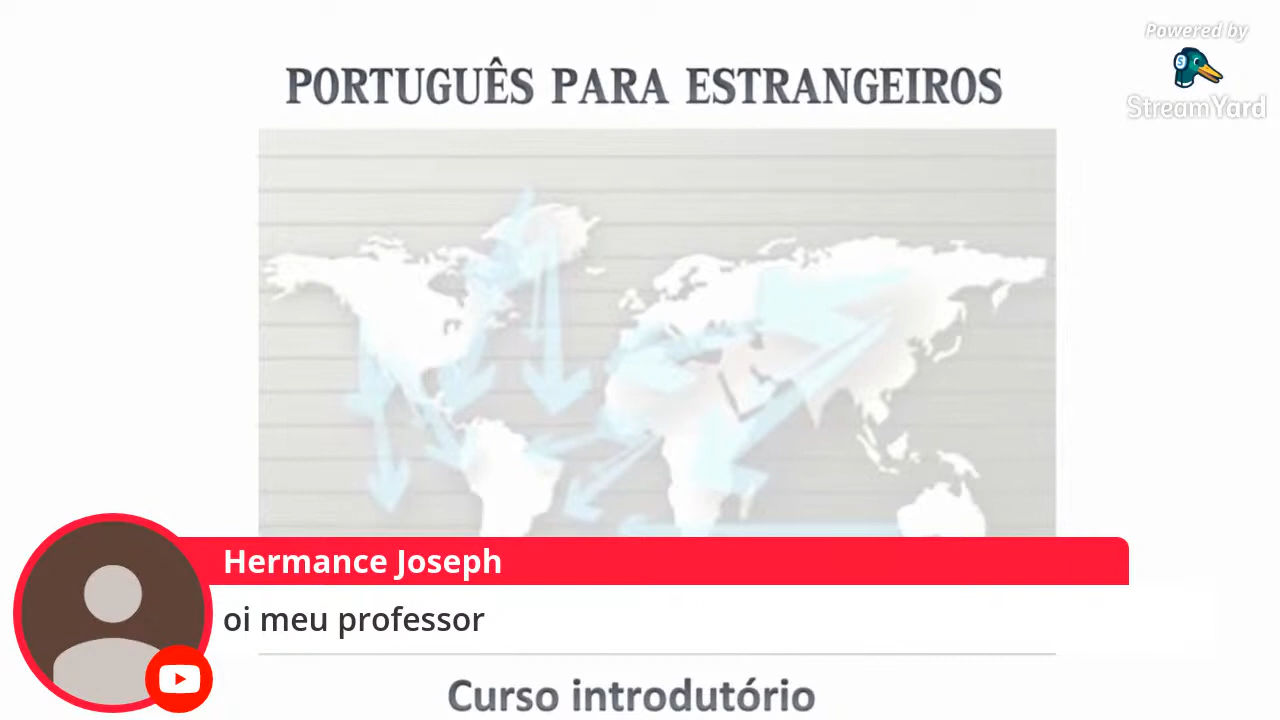 Powered by
StreamYard
PORTUGUÊS PARA ESTRANGEIROS
Hermance Joseph
oi meu professor
Curso introdutório